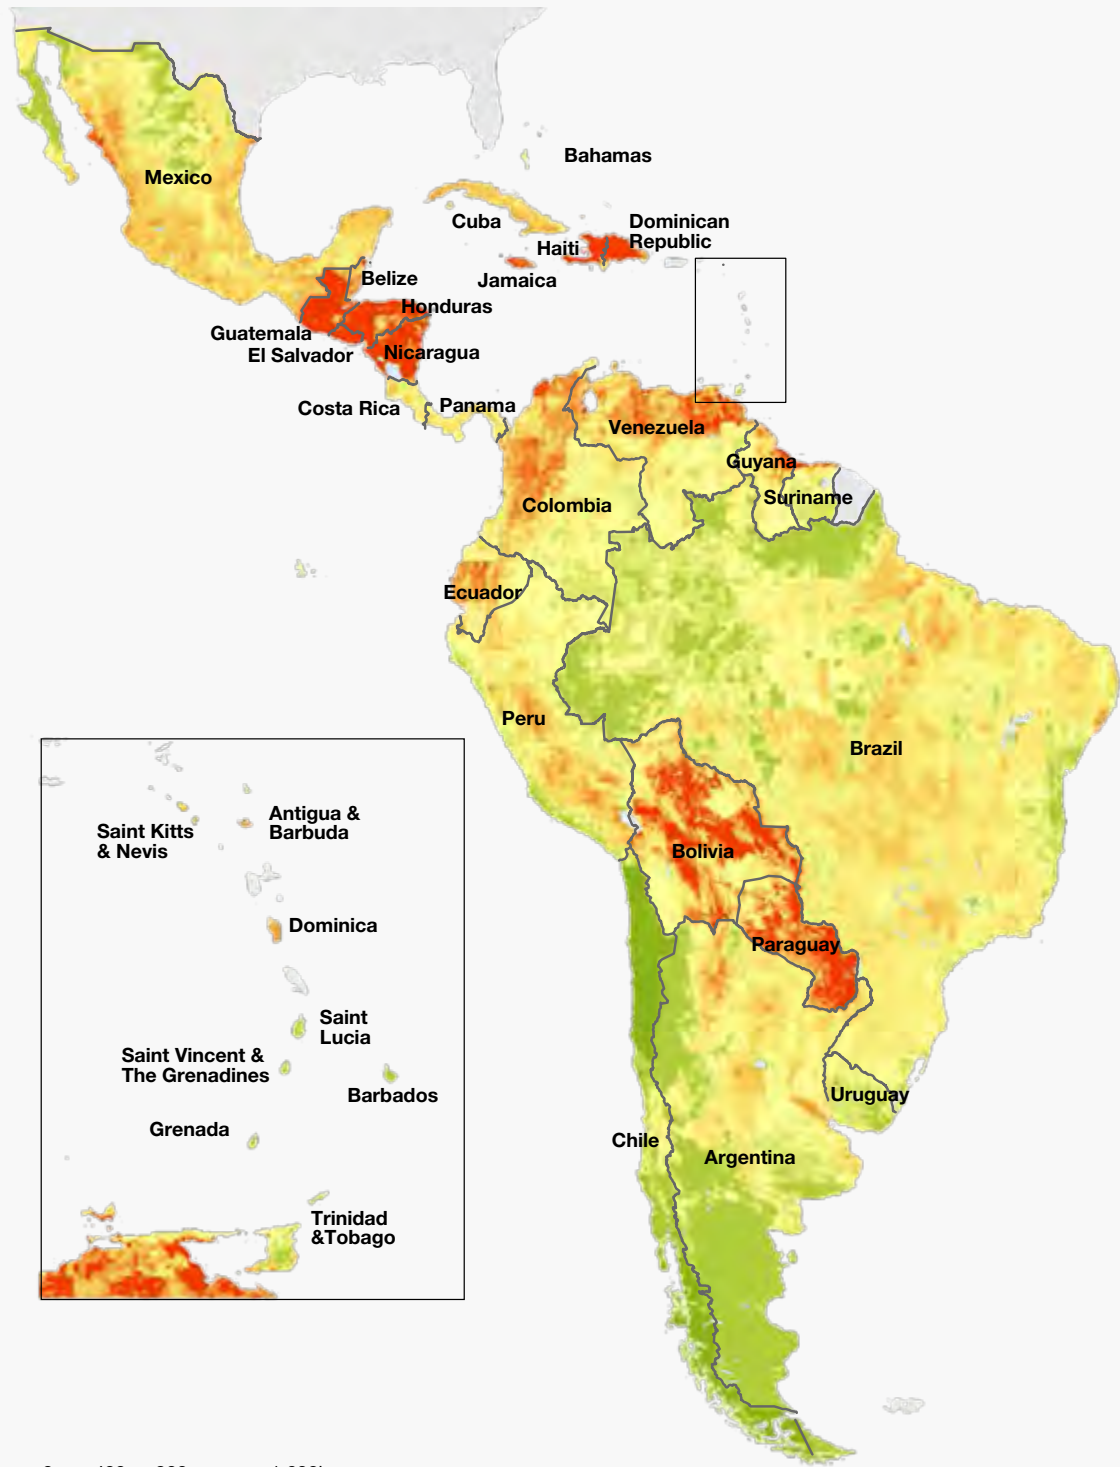 Bahamas
Mexico
Cuba
Dominican
Republic
Haiti
Jamaica
Belize
Honduras
Guatemala
El Salvador
Nicaragua
Costa Rica
Panama
Venezuela
Guyana
Suriname
Colombia
Ecuador
Peru
Brazil
Antigua &
Barbuda
Saint Kitts
& Nevis
Bolivia
Dominica
Paraguay
Saint
Lucia
Saint Vincent &
The Grenadines
Barbados
Uruguay
Grenada
Chile
Argentina
Trinidad
&Tobago